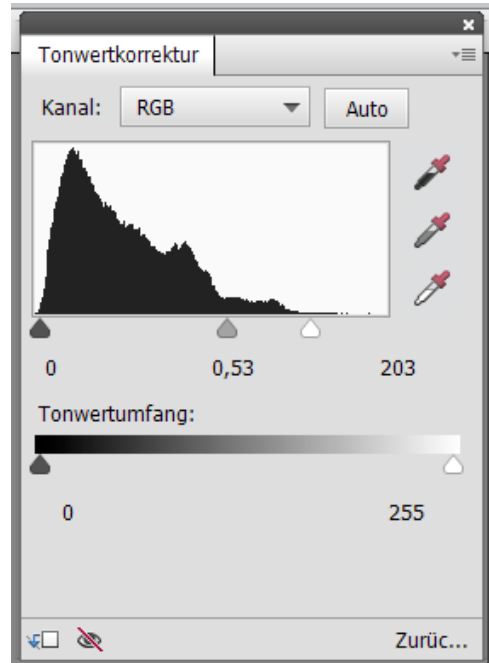 Tonwertkorrektur
Kanal: RGB Auto
0 0,53 203
Tonwertumfang:
0 255
Zurüc...